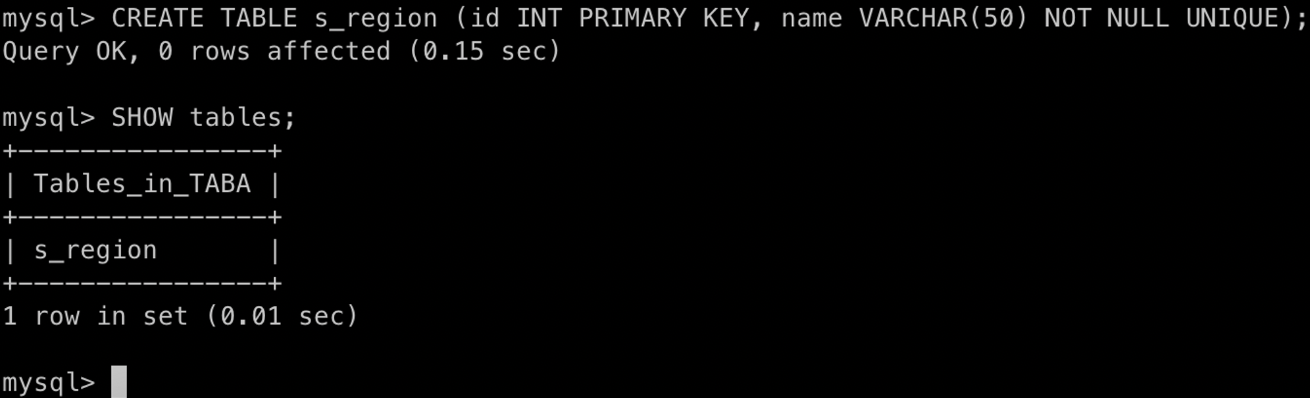 mysql> CREATE TABLE s_region (id INT PRIMARY KEY, name VARCHAR(50) NOT NULL UNIQUE);
Query OK, 0 rows affected (0.15 sec)
mysql> SHOW tables;
+----------------+
| Tables_in_TABA |
+----------------+
| s_region       |
+----------------+
1 row in set (0.01 sec)
mysql>